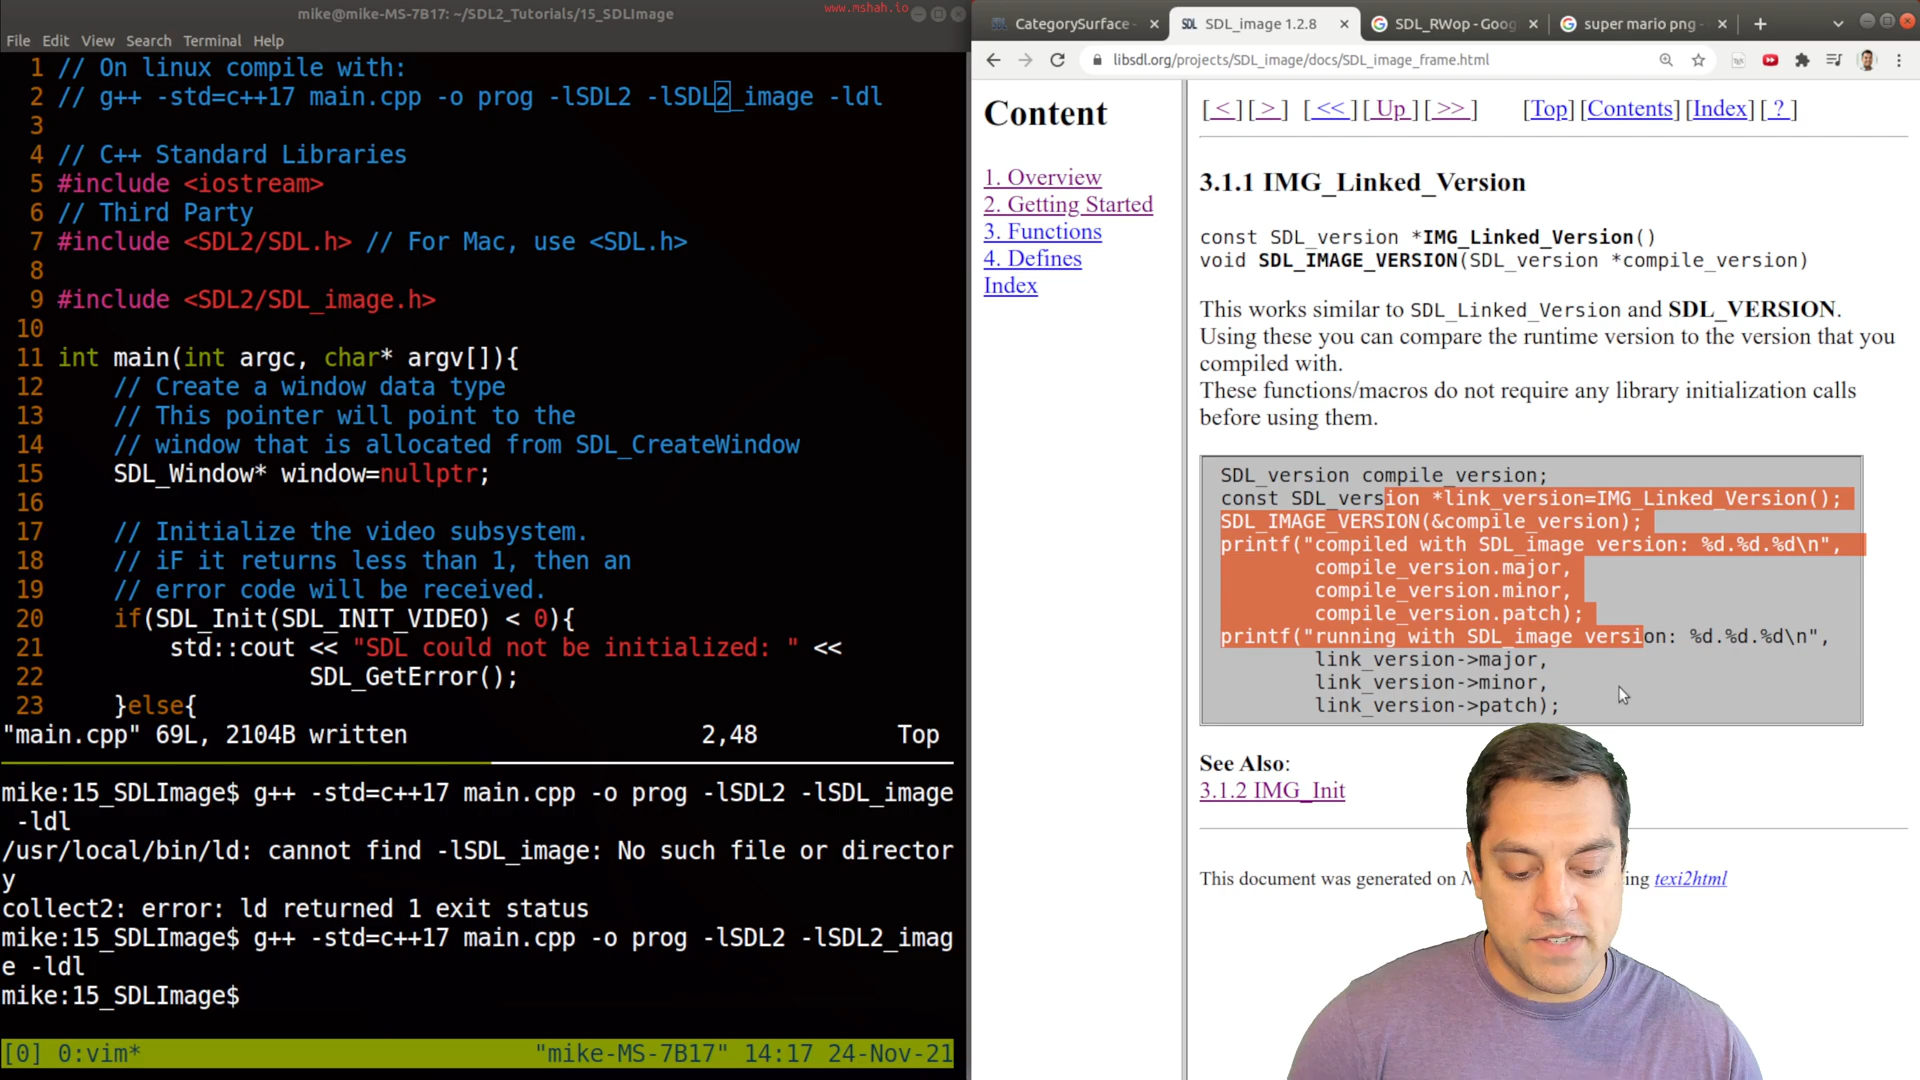 mike@mike-MS-7B17: ~/SDL2_Tutorials/15_SDLImage
www.mshah.io
File Edit View Search Terminal Help
1 // On linux compile with:
2 // g++ -std=c++17 main.cpp -o prog -lSDL2 -lSDL2_image -ldl
3
4 // C++ Standard Libraries
5 #include <iostream>
6 // Third Party
7 #include <SDL2/SDL.h> // For Mac, use <SDL.h>
8
9 #include <SDL2/SDL_image.h>
10
11 int main(int argc, char* argv[]){
12 // Create a window data type
13 // This pointer will point to the
14 // window that is allocated from SDL_CreateWindow
15 SDL_Window* window=nullptr;
16
17 // Initialize the video subsystem.
18 // iF it returns less than 1, then an
19 // error code will be received.
20 if(SDL_Init(SDL_INIT_VIDEO) < 0){
21 std::cout << "SDL could not be initialized: " <<
22 SDL_GetError();
23 }else{
"main.cpp" 69L, 2104B written 2,48 Top
mike:15_SDLImage$ g++ -std=c++17 main.cpp -o prog -lSDL2 -lSDL_image
-ldl
/usr/local/bin/ld: cannot find -lSDL_image: No such file or director
y
collect2: error: ld returned 1 exit status
mike:15_SDLImage$ g++ -std=c++17 main.cpp -o prog -lSDL2 -lSDL2_imag
e -ldl
mike:15_SDLImage$
[0] 0:vim* "mike-MS-7B17" 14:17 24-Nov-21
CategorySurface - SDL SDL_image 1.2.8 SDL_RWop - Goog super mario png -
libsdl.org/projects/SDL_image/docs/SDL_image_frame.html
Content
1. Overview
2. Getting Started
3. Functions
4. Defines
Index
[ < ] [ > ] [ << ] [ Up ] [ >> ] [Top] [Contents] [Index] [ ? ]
3.1.1 IMG_Linked_Version
const SDL_version *IMG_Linked_Version()
void SDL_IMAGE_VERSION(SDL_version *compile_version)
This works similar to SDL_Linked_Version and SDL_VERSION.
Using these you can compare the runtime version to the version that you
compiled with.
These functions/macros do not require any library initialization calls
before using them.
SDL_version compile_version;
const SDL_version *link_version=IMG_Linked_Version();
SDL_IMAGE_VERSION(&compile_version);
printf("compiled with SDL_image version: %d.%d.%d\n",
compile_version.major,
compile_version.minor,
compile_version.patch);
printf("running with SDL_image version: %d.%d.%d\n",
link_version->major,
link_version->minor,
link_version->patch);
See Also:
3.1.2 IMG_Init
This document was generated on ing texi2html